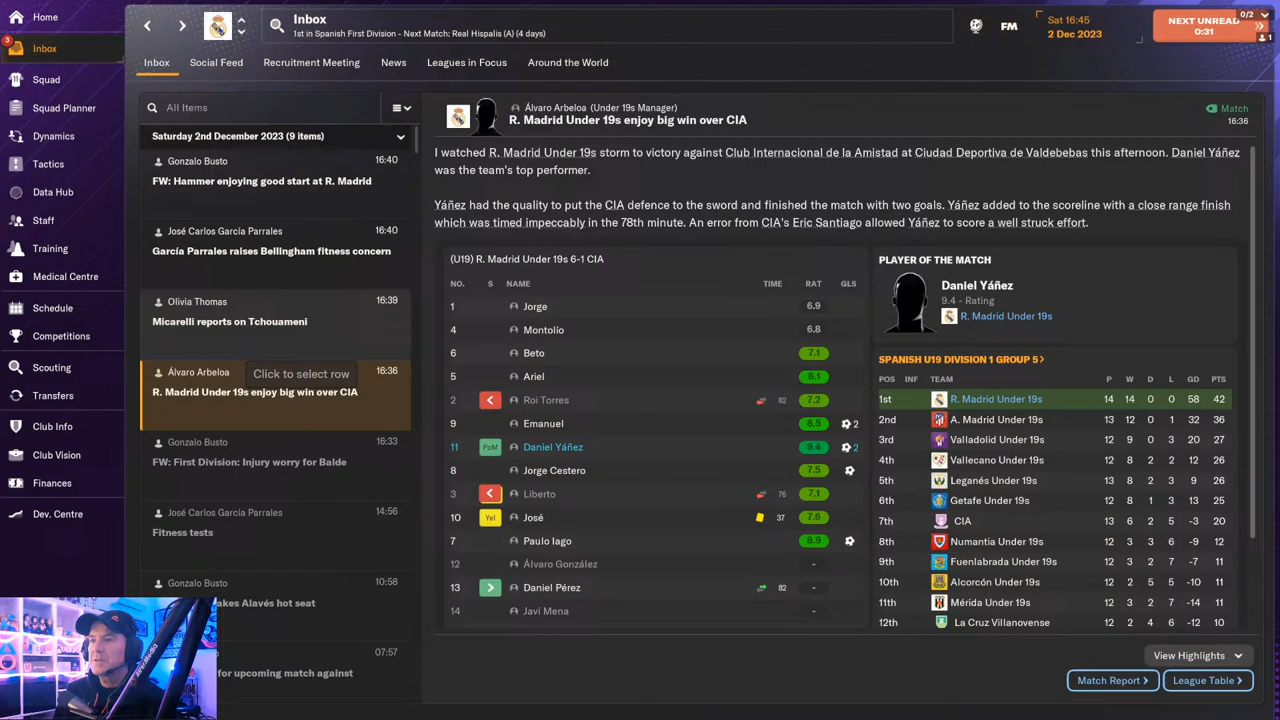 Home
3
Inbox
Squad
Squad Planner
Dynamics
Tactics
Data Hub
Staff
Training
Medical Centre
Schedule
Competitions
Scouting
Transfers
Club Info
Club Vision
Finances
Dev. Centre
Inbox
1st in Spanish First Division - Next Match: Real Hispalis (A) (4 days)
FM
Sat 16:45
2 Dec 2023
NEXT UNREAD
0:31
0/2
1
Inbox
Social Feed
Recruitment Meeting
News
Leagues in Focus
Around the World
All Items
Saturday 2nd December 2023 (9 items)
Gonzalo Busto 16:40
FW: Hammer enjoying good start at R. Madrid
José Carlos García Parrales 16:40
García Parrales raises Bellingham fitness concern
Olivia Thomas 16:39
Micarelli reports on Tchouameni
Álvaro Arbeloa 16:36
Click to select row
R. Madrid Under 19s enjoy big win over CIA
Gonzalo Busto 16:33
FW: First Division: Injury worry for Balde
José Carlos García Parrales 14:56
Fitness tests
Gonzalo Busto 10:58
akes Alavés hot seat
07:57
for upcoming match against
Álvaro Arbeloa (Under 19s Manager)
R. Madrid Under 19s enjoy big win over CIA
Match
16:36
I watched R. Madrid Under 19s storm to victory against Club Internacional de la Amistad at Ciudad Deportiva de Valdebebas this afternoon. Daniel Yáñez
was the team's top performer.
Yáñez had the quality to put the CIA defence to the sword and finished the match with two goals. Yáñez added to the scoreline with a close range finish
which was timed impeccably in the 78th minute. An error from CIA's Eric Santiago allowed Yáñez to score a well struck effort.
(U19) R. Madrid Under 19s 6-1 CIA
NO. S NAME TIME RAT GLS
1 Jorge 6.9
4 Montolío 6.8
6 Beto 7.1
5 Ariel 8.1
2 Roi Torres 82 7.2
9 Emanuel 8.5 2
11 PoM Daniel Yáñez 9.4 2
8 Jorge Cestero 7.5
3 Liberto 76 7.1
10 Yel José 37 7.6
7 Paulo Iago 8.9
12 Álvaro González -
13 Daniel Pérez 82 -
14 Javi Mena -
PLAYER OF THE MATCH
Daniel Yáñez
9.4 - Rating
R. Madrid Under 19s
SPANISH U19 DIVISION 1 GROUP 5
POS INF TEAM P W D L GD PTS
1st R. Madrid Under 19s 14 14 0 0 58 42
2nd A. Madrid Under 19s 13 12 0 1 32 36
3rd Valladolid Under 19s 12 9 0 3 20 27
4th Vallecano Under 19s 12 8 2 2 12 26
5th Leganés Under 19s 13 8 2 3 9 26
6th Getafe Under 19s 12 8 1 3 13 25
7th CIA 13 6 2 5 -3 20
8th Numantia Under 19s 12 3 3 6 -9 12
9th Fuenlabrada Under 19s 12 3 2 7 -7 11
10th Alcorcón Under 19s 12 2 5 5 -10 11
11th Mérida Under 19s 12 3 2 7 -14 11
12th La Cruz Villanovense 12 2 4 6 -12 10
View Highlights
Match Report
League Table
AVerMedia